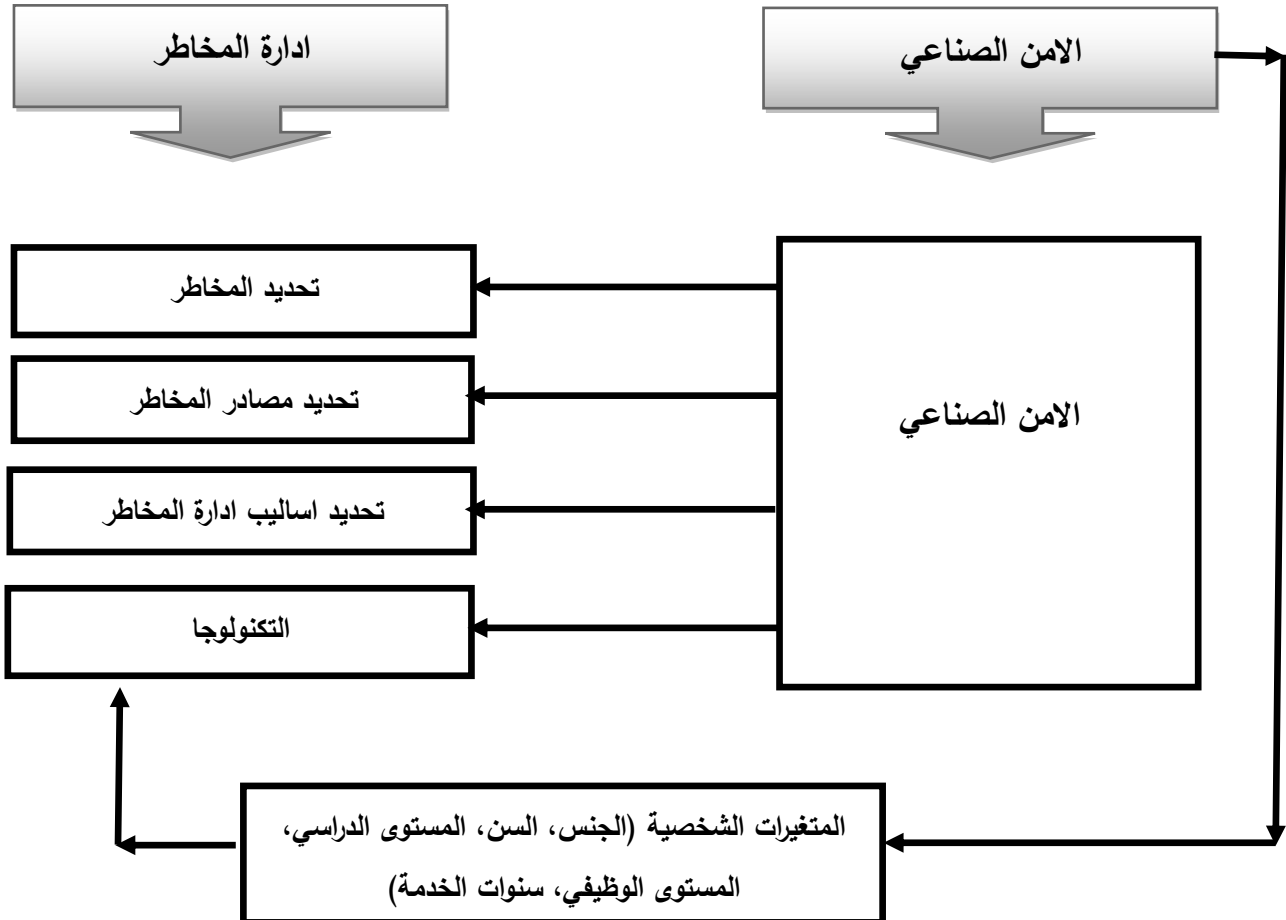 الامن الصناعي
ادارة المخاطر
الامن الصناعي
تحديد المخاطر
تحديد مصادر المخاطر
تحديد اساليب ادارة المخاطر
التكنولوجا
المتغيرات الشخصية (الجنس، السن، المستوى الدراسي،
المستوى الوظيفي، سنوات الخدمة)